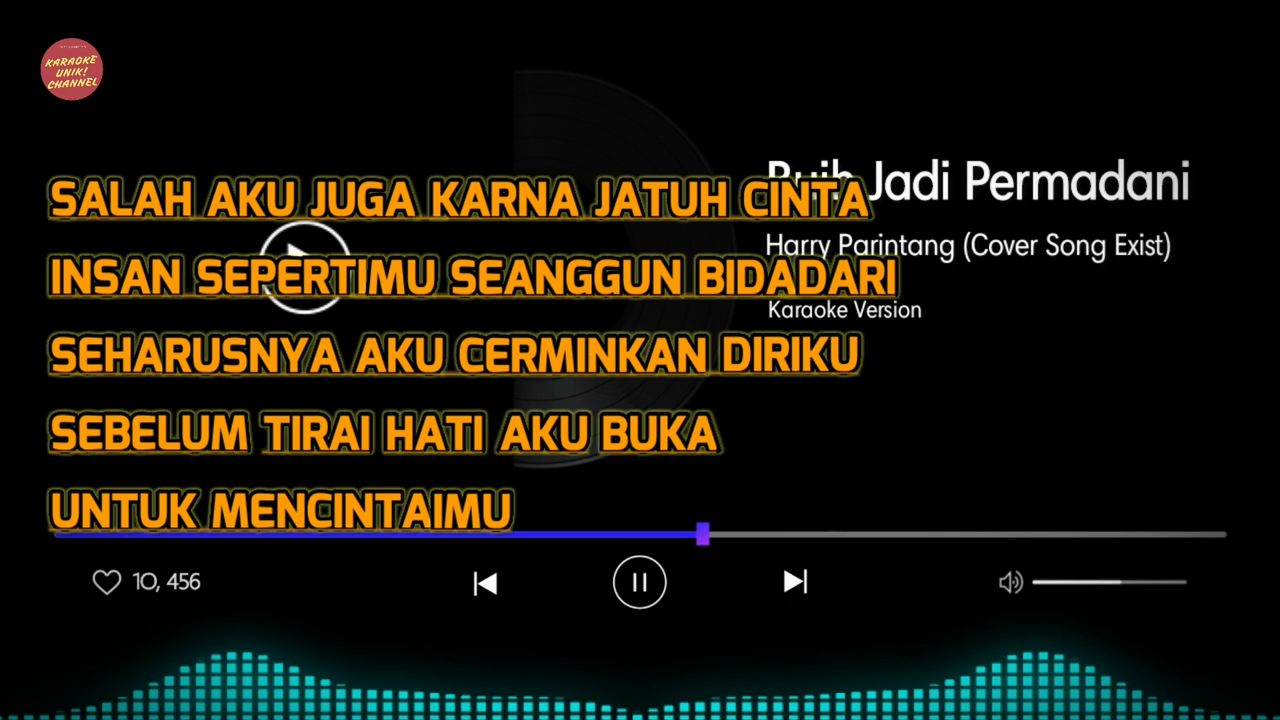 KARAOKE
UNIK!
CHANNEL
Jadi Permadani
SALAH AKU JUGA KARNA JATUH CINTA
Harry Parintang (Cover Song Exist)
INSAN SEPERTIMU SEANGGUN BIDADARI
Karaoke Version
SEHARUSNYA AKU CERMINKAN DIRIKU
SEBELUM TIRAI HATI AKU BUKA
UNTUK MENCINTAIMU
10, 456